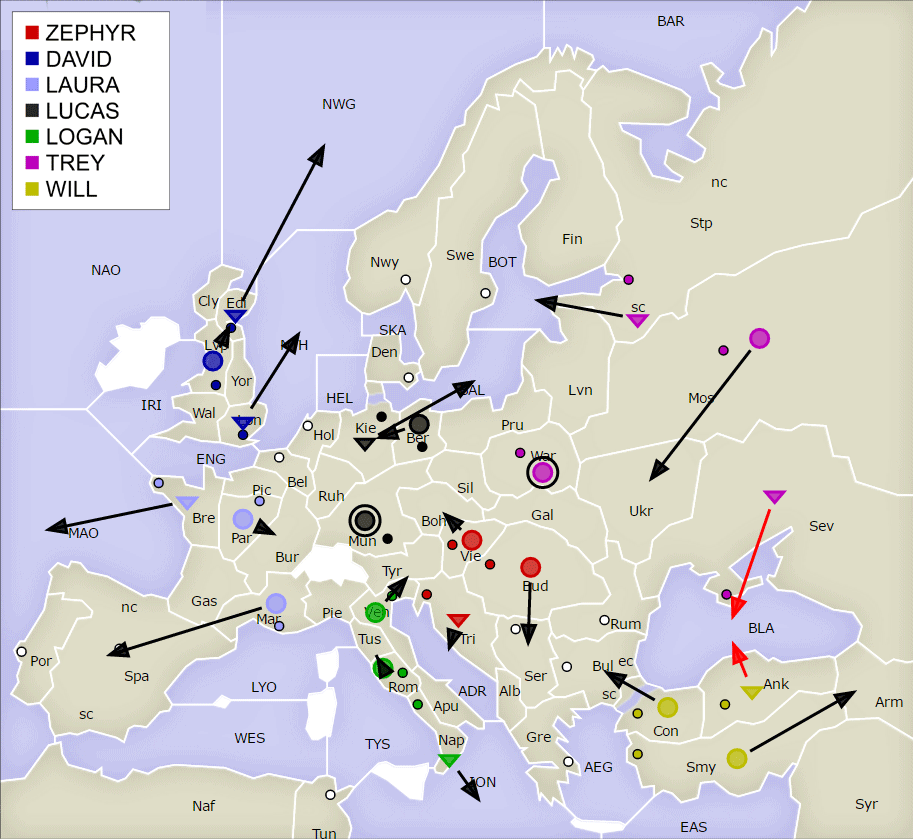 ZEPHYR
DAVID
LAURA
LUCAS
LOGAN
TREY
WILL
BAR
NWG
nc
Stp
Fin
Swe
BOT
Nwy
NAO
Cly
Edi
sc
SKA
Lvp
NTH
Den
Yor
Lvn
BAL
Mos
HEL
IRI
Wal
Lon
Kie
Ber
Pru
Hol
War
ENG
Bel
Pic
Ruh
Sil
Ukr
Sev
Gal
Boh
Bre
MAO
Par
Mun
Vie
Bur
Tyr
Bud
nc
Gas
Mar
Pie
Ven
Rum
BLA
Tus
Tri
Por
Spa
Bul
ec
Ser
Ank
LYO
Rom
ADR
Alb
sc
Arm
sc
Apu
Con
WES
TYS
Nap
Gre
AEG
Smy
ION
Naf
Syr
EAS
Tun